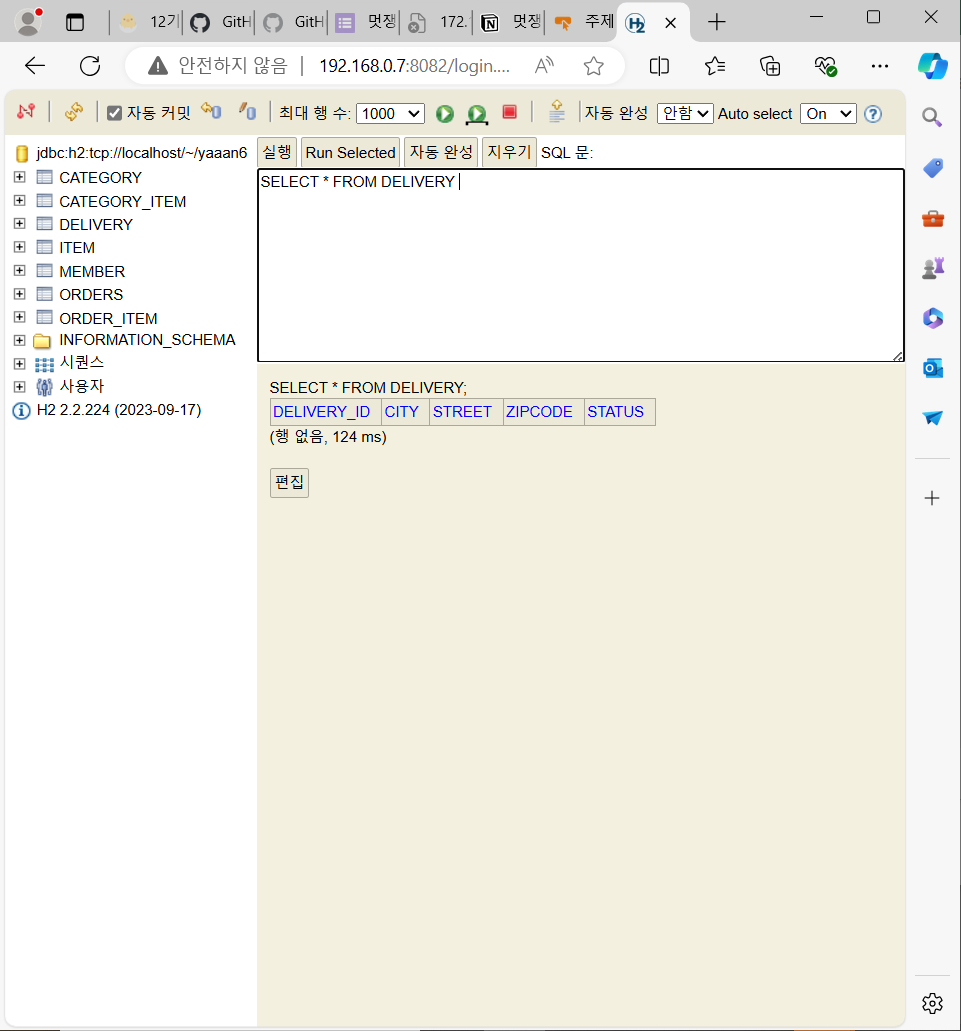 12기 GitH GitH 멋쟁 172. 멋쟁 주제 H2
안전하지 않음 192.168.0.7:8082/login....
자동 커밋 최대 행 수: 1000 자동 완성 안함 Auto select On
jdbc:h2:tcp://localhost/~/yaaan6
CATEGORY
CATEGORY_ITEM
DELIVERY
ITEM
MEMBER
ORDERS
ORDER_ITEM
INFORMATION_SCHEMA
시퀀스
사용자
H2 2.2.224 (2023-09-17)
실행 Run Selected 자동 완성 지우기 SQL 문:
SELECT * FROM DELIVERY
SELECT * FROM DELIVERY;
DELIVERY_ID CITY STREET ZIPCODE STATUS
(행 없음, 124 ms)
편집